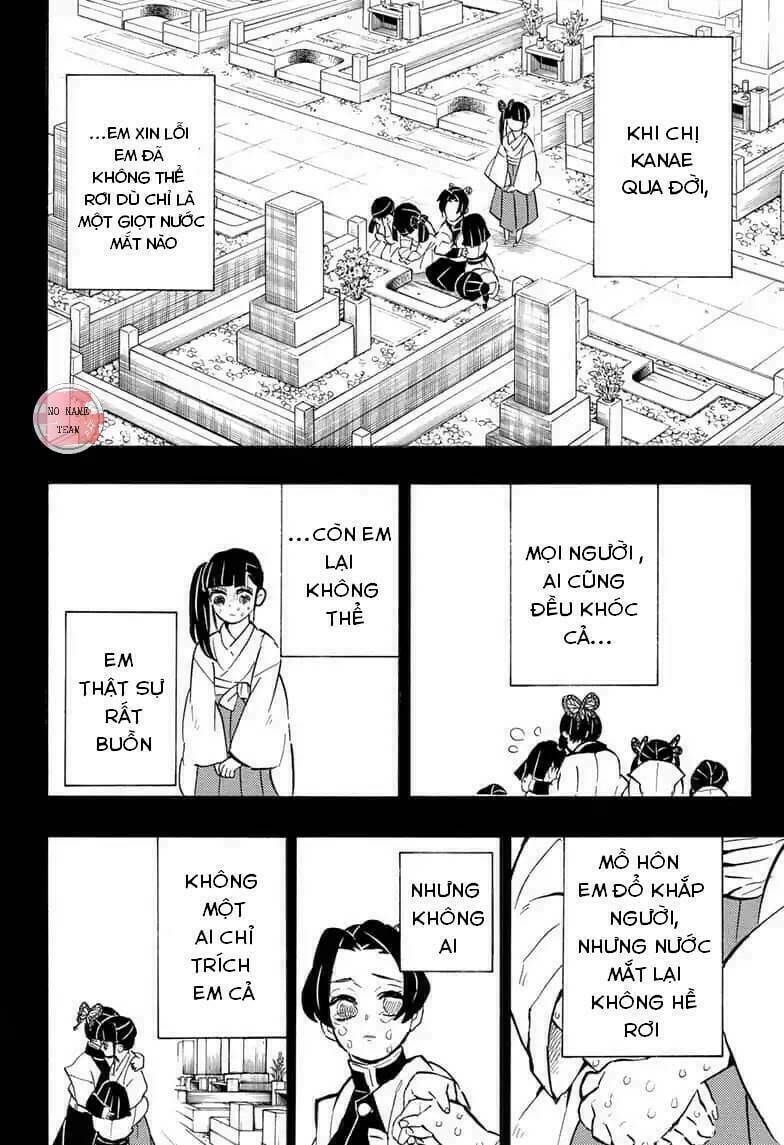 KHI CHỊ
KANAE
QUA ĐỜI,
...EM XIN LỖI
EM ĐÃ
KHÔNG THỂ
RƠI DÙ CHỈ LÀ
MỘT GIỌT NƯỚC
MẮT NÀO
NO NAME
TEAM
MỌI NGƯỜI ,
AI CŨNG
ĐỀU KHÓC
CẢ...
...CÒN EM
LẠI
KHÔNG
THỂ
EM
THẬT SỰ
RẤT
BUỒN
MỒ HÔN
EM ĐỔ KHẮP
NGƯỜI,
NHƯNG NƯỚC
MẮT LẠI
KHÔNG HỀ
RƠI
NHƯNG
KHÔNG
AI
KHÔNG
MỘT
AI CHỈ
TRÍCH
EM CẢ